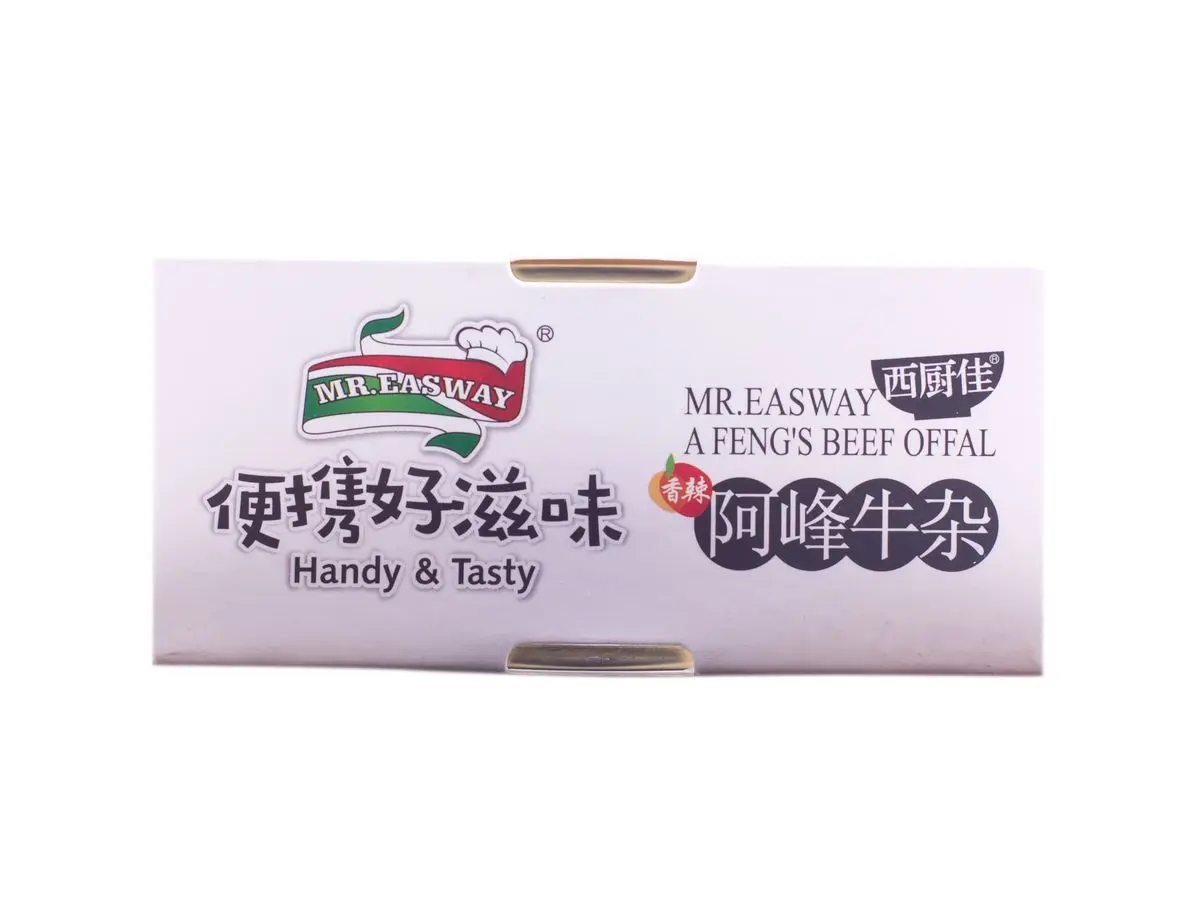 MR.EASWAY ®
便携好滋味
Handy & Tasty
西厨佳®
MR.EASWAY
A FENG'S BEEF OFFAL
香辣
阿峰牛杂